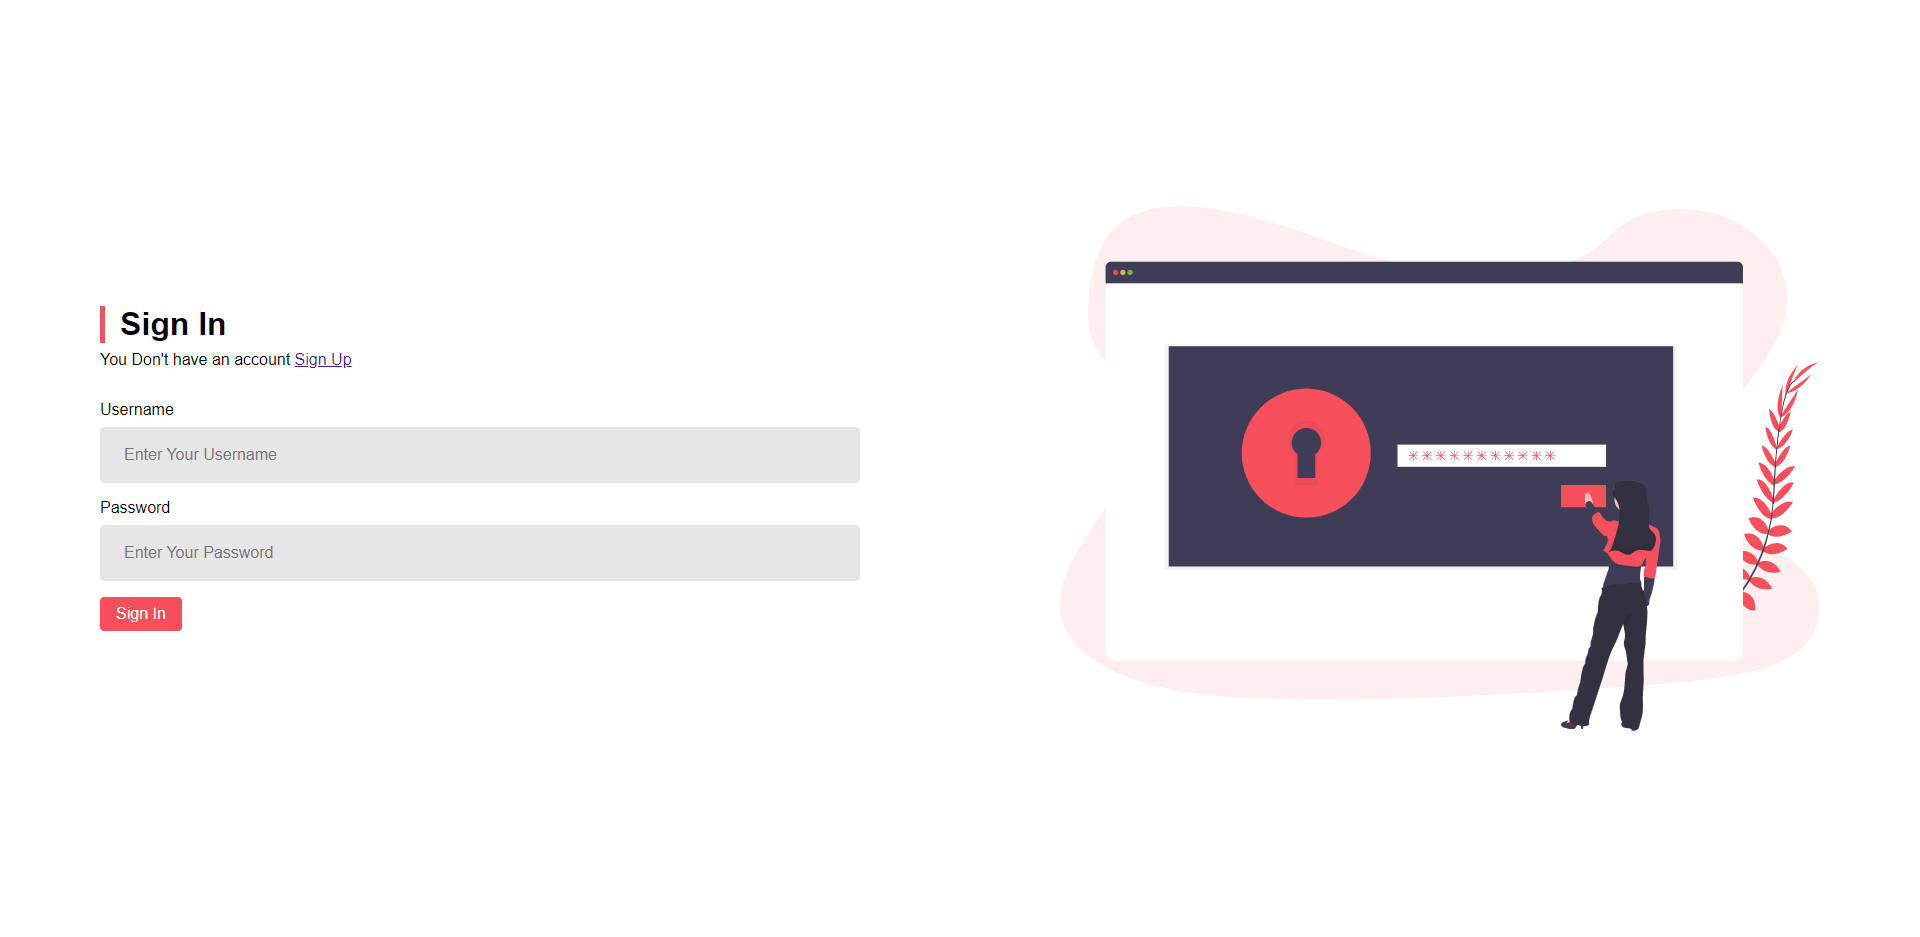 Sign In
You Don't have an account Sign Up
Username
Enter Your Username
Password
Enter Your Password
Sign In
***********